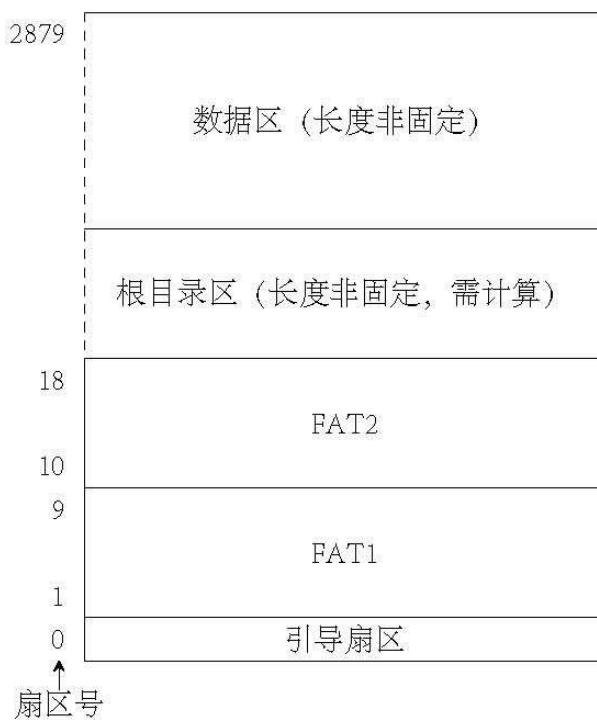 2879
数据区 (长度非固定)
根目录区 (长度非固定, 需计算)
18
FAT2
10
9
FAT1
1
0
引导扇区
扇区号